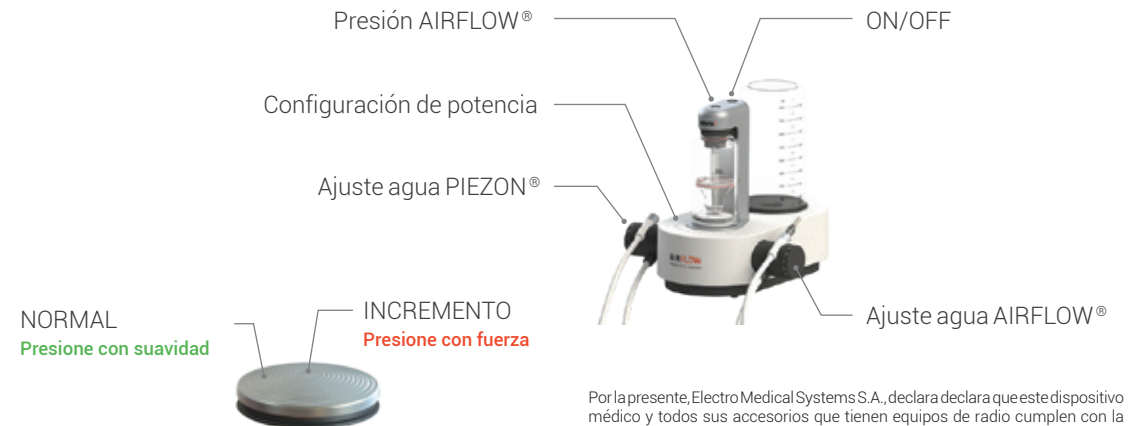 Presión AIRFLOW®
ON/OFF
Configuración de potencia
Ajuste agua PIEZON®
AIRFLOW
Ajuste agua AIRFLOW®
NORMAL
Presione con suavidad
INCREMENTO
Presione con fuerza
Por la presente, Electro Medical Systems S.A., declara declara que este dispositivo
médico y todos sus accesorios que tienen equipos de radio cumplen con la